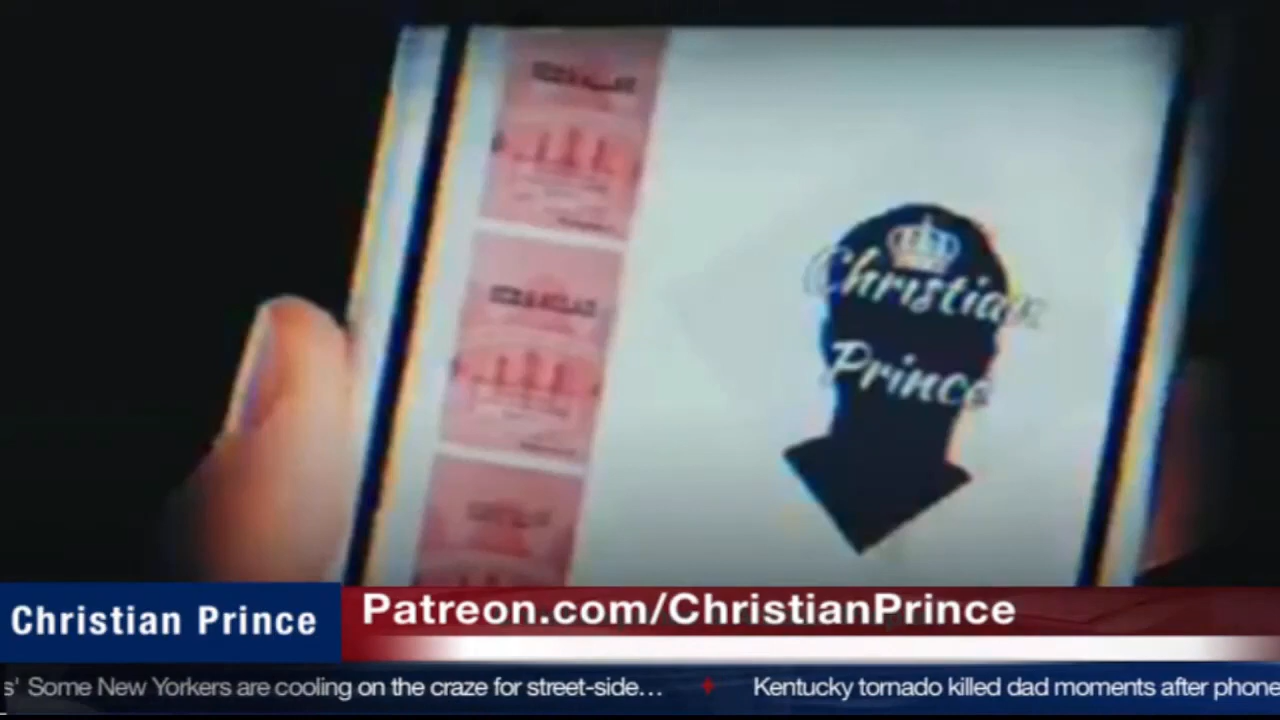 Christian
Prince
Christian Prince
Patreon.com/ChristianPrince
s' Some New Yorkers are cooling on the craze for street-side…
Kentucky tornado killed dad moments after phone